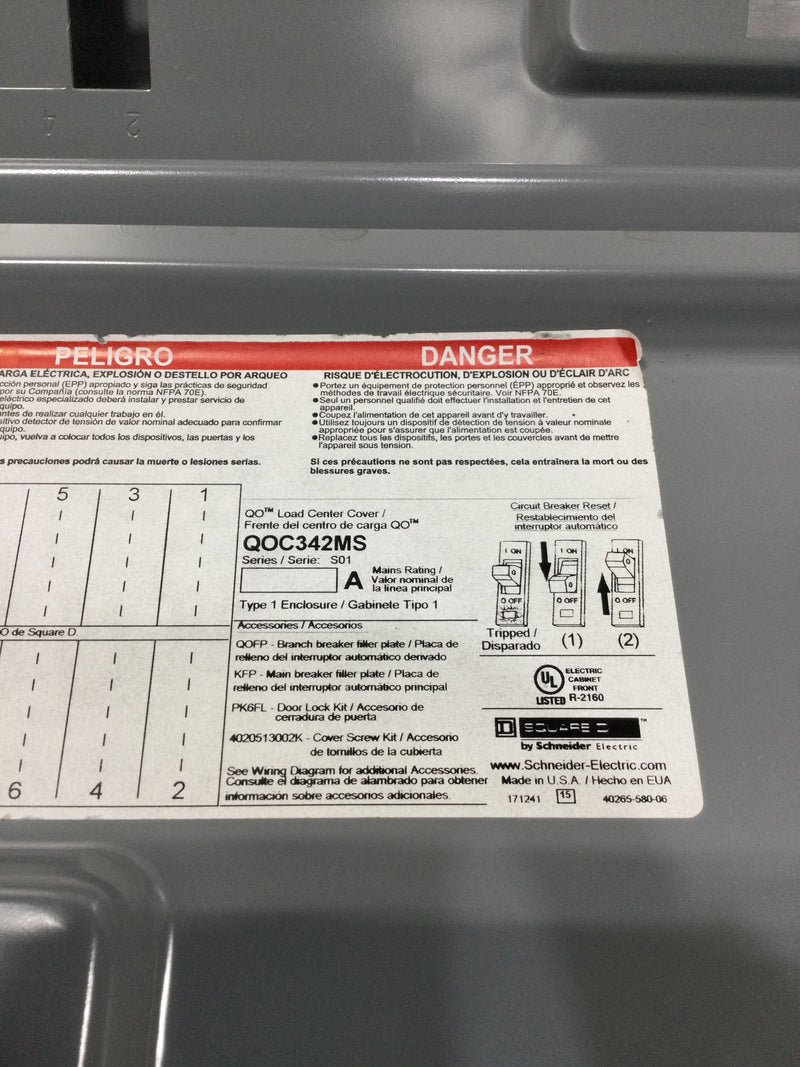 4 2
PELIGRO
ARGA ELÉCTRICA, EXPLOSIÓN O DESTELLO POR ARQUEO
cción personal (EPP) apropiado y siga las prácticas de seguridad
por su Compañía (consulte la norma NFPA 70E).
eléctrico especializado deberá instalar y prestar servicio de
quipo.
antes de realizar cualquier trabajo en él.
sitivo detector de tensión de valor nominal adecuado para confirmar
quipo.
uipo, vuelva a colocar todos los dispositivos, las puertas y los
s precauciones podrá causar la muerte o lesiones serias.
DANGER
RISQUE D'ÉLECTROCUTION, D'EXPLOSION OU D'ÉCLAIR D'ARC
●Portez un équipement de protection personnel (ÉPP) approprié et observez les
méthodes de travail électrique sécuritaire. Voir NFPA 70E.
●Seul un personnel qualifié doit effectuer l'installation et l'entretien de cet
appareil.
●Coupez l'alimentation de cet appareil avant d'y travailler.
●Utilisez toujours un dispositif de détection de tension à valeur nominale
appropriée pour s'assurer que l'alimentation est coupée.
●Replacez tous les dispositifs, les portes et les couvercles avant de mettre
l'appareil sous tension.
Si ces précautions ne sont pas respectées, cela entraînera la mort ou des
blessures graves.
5 3 1
O de Square D
6 4 2
QO™ Load Center Cover /
Frente del centro de carga QO™
QOC342MS
Series / Serie: S01
A
Mains Rating /
Valor nominal de
la línea principal
Type 1 Enclosure / Gabinete Tipo 1
Accessories / Accesorios
QOFP - Branch breaker filler plate / Placa de
relleno del interruptor automático derivado
KFP - Main breaker filler plate / Placa de
relleno del interruptor automático principal
PK6FL - Door Lock Kit / Accesorio de
cerradura de puerta
4020513002K - Cover Screw Kit / Accesorio
de tornillos de la cubierta
See Wiring Diagram for additional Accessories.
Consulte el diagrama de alambrado para obtener
información sobre accesorios adicionales.
Circuit Breaker Reset /
Restablecimiento del
interruptor automático
I ON I ON I ON
O OFF O OFF O OFF
Tripped /
Disparado
(1) (2)
UL
LISTED
ELECTRIC
CABINET
FRONT
R-2160
D SQUARE D ™
by Schneider Electric
www.Schneider-Electric.com
Made in U.S.A. / Hecho en EUA
171241 15 40265-580-06